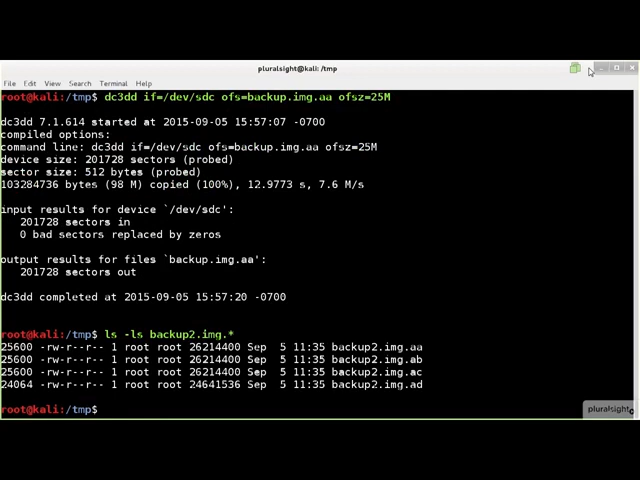 pluralsight@kali: /tmp
File Edit View Search Terminal Help
root@kali:/tmp$ dc3dd if=/dev/sdc ofs=backup.img.aa ofsz=25M
dc3dd 7.1.614 started at 2015-09-05 15:57:07 -0700
compiled options:
command line: dc3dd if=/dev/sdc ofs=backup.img.aa ofsz=25M
device size: 201728 sectors (probed)
sector size: 512 bytes (probed)
103284736 bytes (98 M) copied (100%), 12.9773 s, 7.6 M/s
input results for device `/dev/sdc':
201728 sectors in
0 bad sectors replaced by zeros
output results for files `backup.img.aa':
201728 sectors out
dc3dd completed at 2015-09-05 15:57:20 -0700
root@kali:/tmp$ ls -ls backup2.img.*
25600 -rw-r--r-- 1 root root 26214400 Sep  5 11:35 backup2.img.aa
25600 -rw-r--r-- 1 root root 26214400 Sep  5 11:35 backup2.img.ab
25600 -rw-r--r-- 1 root root 26214400 Sep  5 11:35 backup2.img.ac
24064 -rw-r--r-- 1 root root 24641536 Sep  5 11:35 backup2.img.ad
root@kali:/tmp$
pluralsight